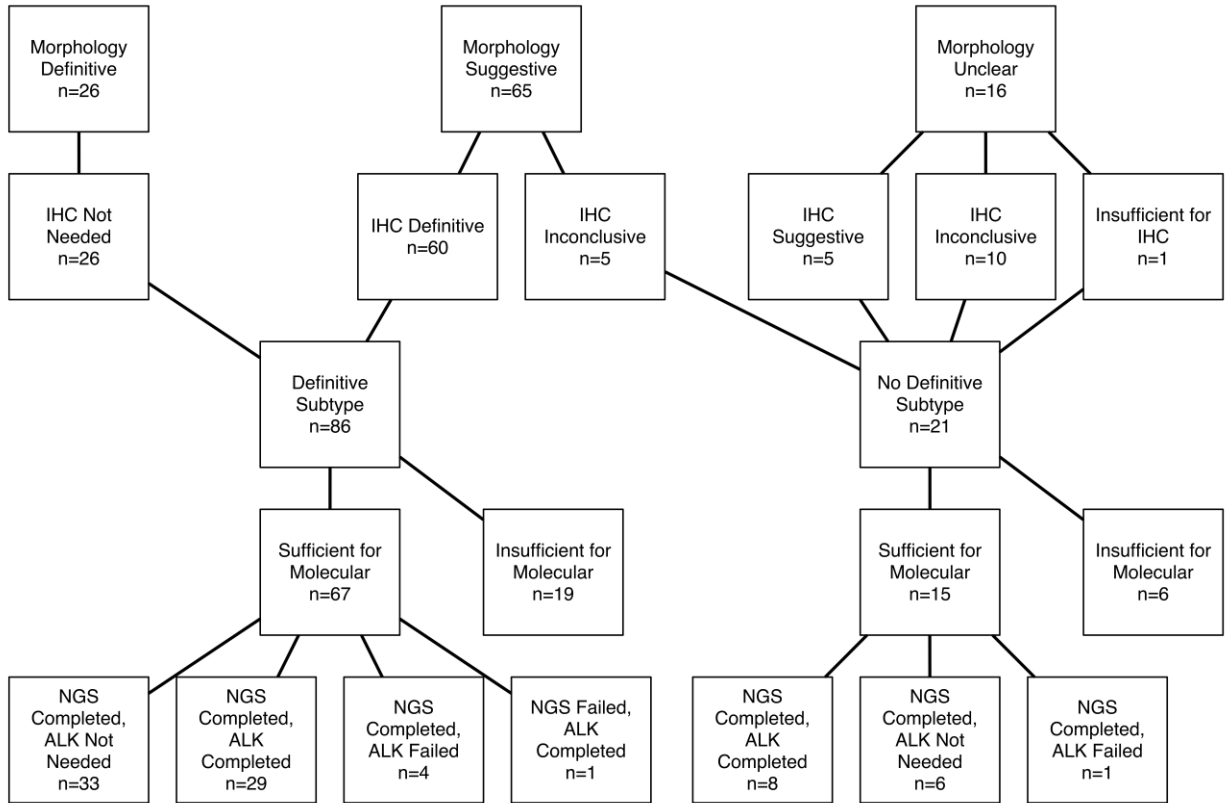 Morphology
Definitive
n=26
Morphology
Suggestive
n=65
Morphology
Unclear
n=16
IHC Not
Needed
n=26
IHC Definitive
n=60
IHC
Inconclusive
n=5
IHC
Suggestive
n=5
IHC
Inconclusive
n=10
Insufficient for
IHC
n=1
Definitive
Subtype
n=86
No Definitive
Subtype
n=21
Sufficient for
Molecular
n=67
Insufficient for
Molecular
n=19
Sufficient for
Molecular
n=15
Insufficient for
Molecular
n=6
NGS
Completed,
ALK Not
Needed
n=33
NGS
Completed,
ALK
Completed
n=29
NGS
Completed,
ALK Failed
n=4
NGS Failed,
ALK
Completed
n=1
NGS
Completed,
ALK
Completed
n=8
NGS
Completed,
ALK Not
Needed
n=6
NGS
Completed,
ALK Failed
n=1